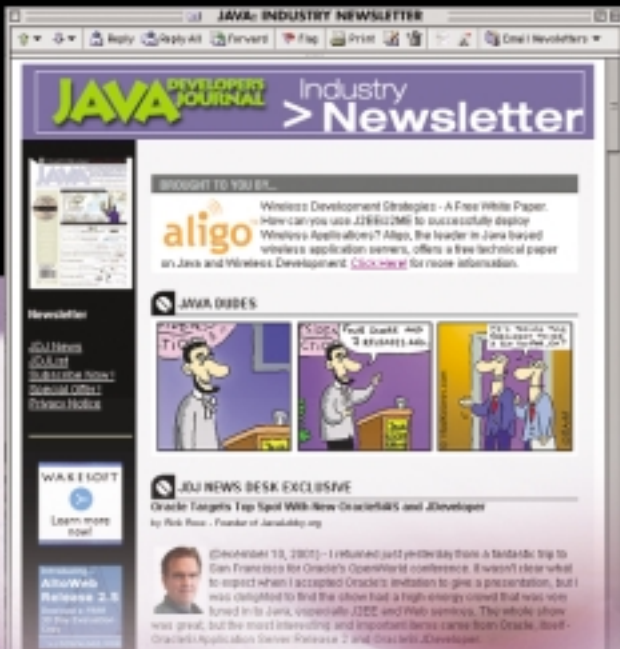 JAVA: INDUSTRY NEWSLETTER
Reply Reply All Forward Flag Print Email Newsletters
JAVA DEVELOPERS JOURNAL
Industry
>Newsletter
BROUGHT TO YOU BY...
aligo
Wireless Development Strategies - A Free White Paper.
How can you use J2EE/J2ME to successfully deploy
Wireless Applications? Aligo, the leader in Java based
wireless application servers, offers a free technical paper
on Java and Wireless Development. Click Here! for more information.
JAVA DUDES
Newsletter
JDJ News
JDJList
Subscribe Now!
Special Offer!
Privacy Notice
WAKESOFT
Learn more
now!
Introducing...
AltoWeb
Release 2.5
JDJ NEWS DESK EXCLUSIVE
Oracle Targets Top Spot With New Oracle9iAS and JDeveloper
by Rick Ross - Founder of JavaLobby.org
(December 10, 2001) - I returned just yesterday from a fantastic trip to
San Francisco for Oracle's OpenWorld conference. It wasn't clear what
to expect when I accepted Oracle's invitation to give a presentation, but I
was delighted to find the show had a high-energy crowd that was very
tuned in to Java, especially J2EE and Web services. The whole show
was great, but the most interesting and important items came from Oracle, itself -
Oracle9i Application Server Release 2 and Oracle9i JDeveloper.